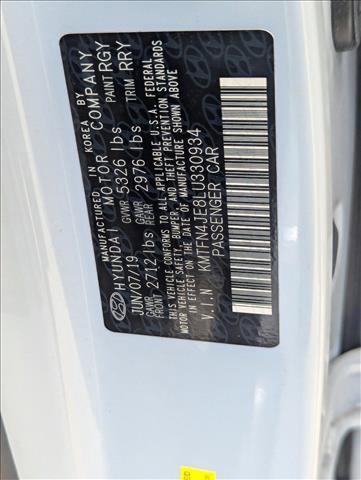 MANUFACTURED IN KOREA BY
HYUNDAI MOTOR COMPANY
JUN/07/19 GVWR 5326 lbs PAINT RGY
GAWR FRONT 2712 lbs GAWR REAR 2976 lbs TRIM RRY
THIS VEHICLE CONFORMS TO ALL APPLICABLE U.S.A. FEDERAL
MOTOR VEHICLE SAFETY, BUMPER, AND THEFT PREVENTION
STANDARDS IN EFFECT ON THE DATE OF MANUFACTURE SHOWN ABOVE
V.I.N KMTFN4JE8LU330934
PASSENGER CAR